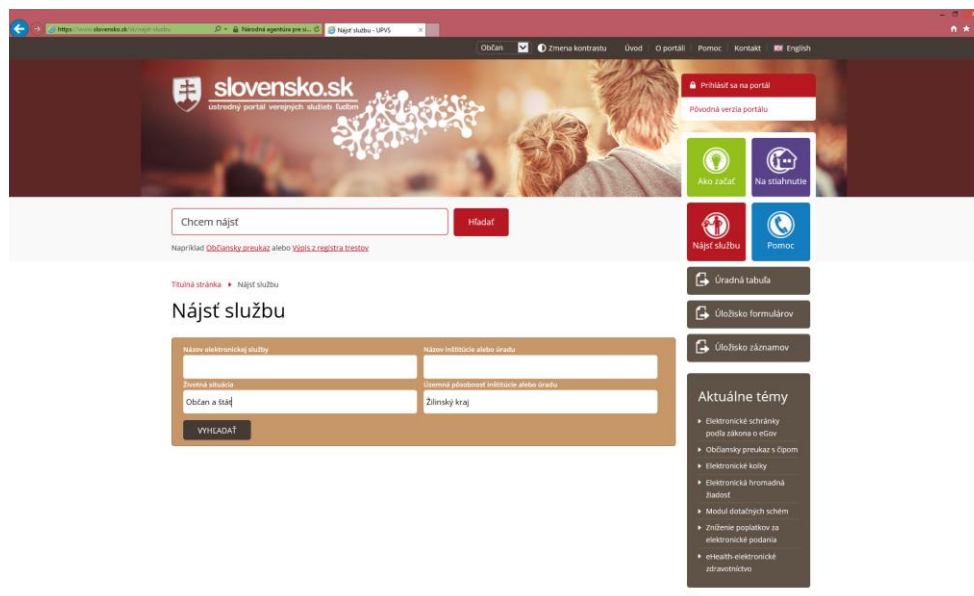 https://www.slovensko.sk/sk/najst-sluzbu
Národná agentúra pre si...
Nájsť službu - ÚPVS
Občan
Zmena kontrastu
Úvod
O portáli
Pomoc
Kontakt
English
slovensko.sk
ústredný portál verejných služieb ľuďom
Prihlásiť sa na portál
Pôvodná verzia portálu
Ako začať
Na stiahnutie
Chcem nájsť
Hľadať
Nájsť službu
Pomoc
Napríklad Občiansky preukaz alebo Výpis z registra trestov
Titulná stránka
Nájsť službu
Nájsť službu
Názov elektronickej služby
Názov inštitúcie alebo úradu
Životná situácia
Územná pôsobnosť inštitúcie alebo úradu
Občan a štát
Žilinský kraj
VYHĽADAŤ
Úradná tabuľa
Úložisko formulárov
Úložisko záznamov
Aktuálne témy
Elektronické schránky
podľa zákona o eGov
Občiansky preukaz s čipom
Elektronické kolky
Elektronická hromadná
žiadosť
Modul dotačných schém
Zníženie poplatkov za
elektronické podania
eHealth-elektronické
zdravotníctvo